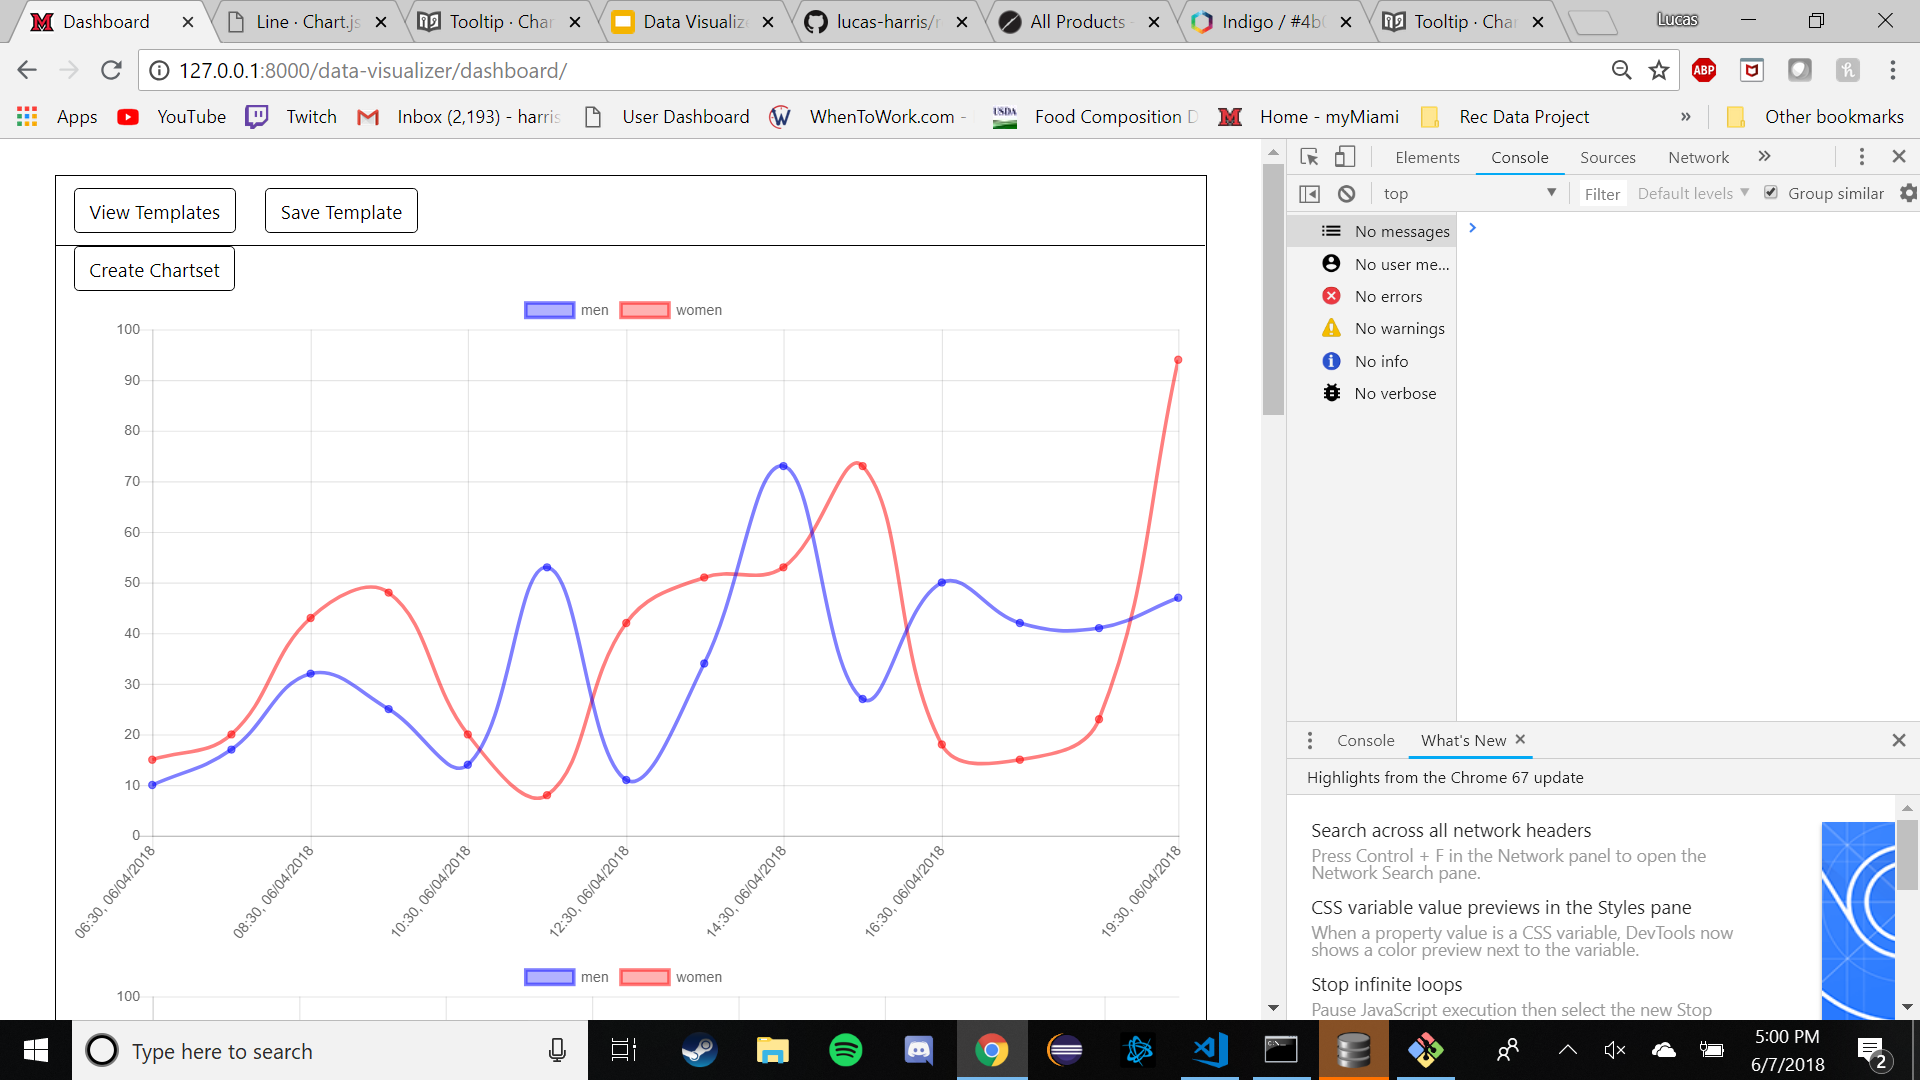 Dashboard
Line · Chart.js
Tooltip · Char
Data Visualize
lucas-harris/r
All Products -
Indigo / #4b0
Tooltip · Char
Lucas
127.0.0.1:8000/data-visualizer/dashboard/
ABP
Apps
YouTube
Twitch
Inbox (2,193) - harris
User Dashboard
WhenToWork.com -
USDA
Food Composition D
Home - myMiami
Rec Data Project
»
Other bookmarks
View Templates
Save Template
Create Chartset
men
women
100
90
80
70
60
50
40
30
20
10
0
06:30, 06/04/2018
08:30, 06/04/2018
10:30, 06/04/2018
12:30, 06/04/2018
14:30, 06/04/2018
16:30, 06/04/2018
19:30, 06/04/2018
men
women
100
Elements
Console
Sources
Network
»
top
Filter
Default levels
Group similar
No messages
No user me...
No errors
No warnings
No info
No verbose
Console
What's New
Highlights from the Chrome 67 update
Search across all network headers
Press Control + F in the Network panel to open the
Network Search pane.
CSS variable value previews in the Styles pane
When a property value is a CSS variable, DevTools now
shows a color preview next to the variable.
Stop infinite loops
Pause JavaScript execution then select the new Stop
Type here to search
5:00 PM
6/7/2018
2